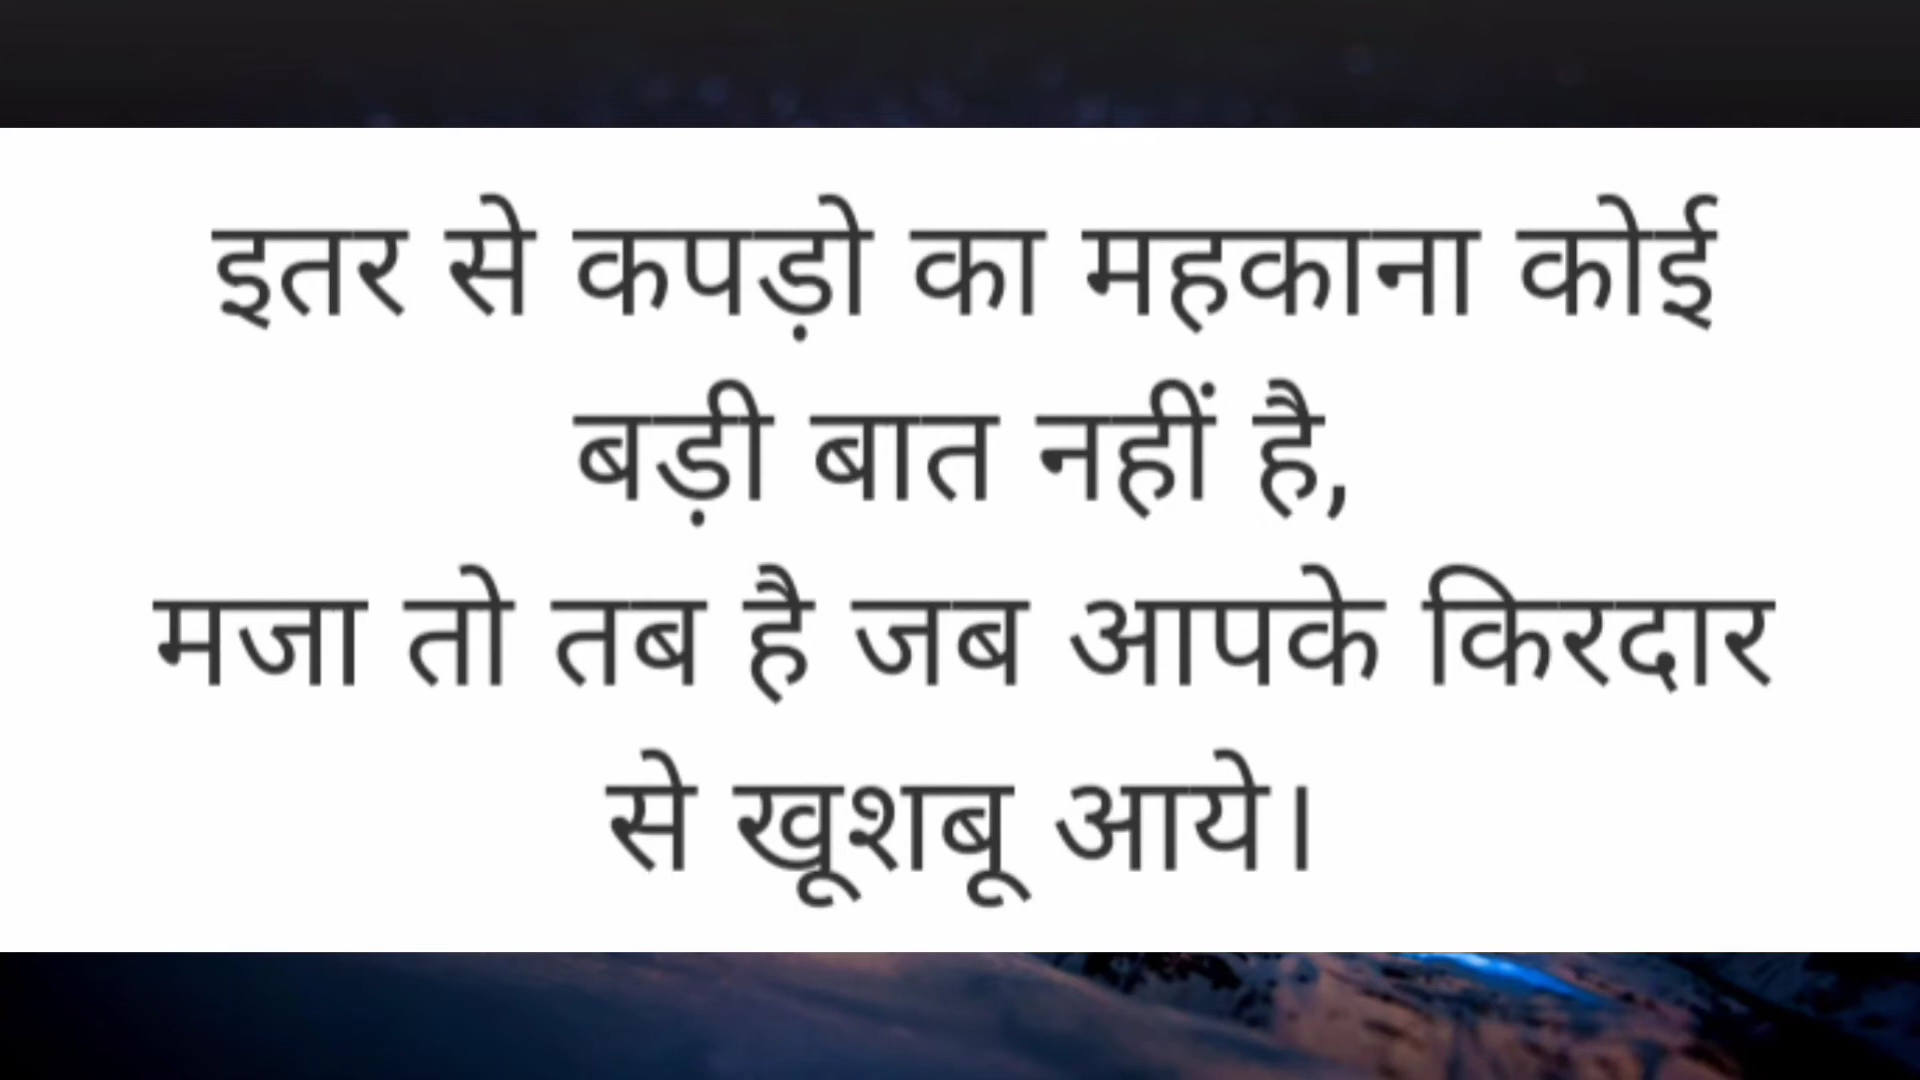 इतर से कपड़ो का महकाना कोई
बड़ी बात नहीं है,
मजा तो तब है जब आपके किरदार
से खूशबू आये।